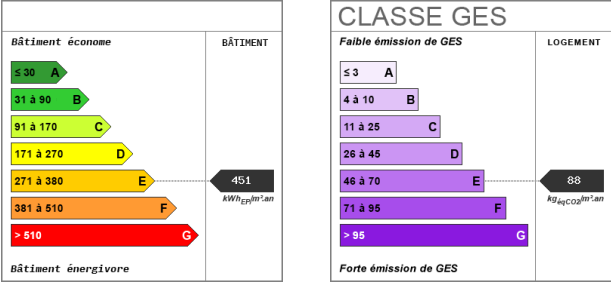 Bâtiment économe
BÂTIMENT
≤ 30 A
31 à 90 B
91 à 170 C
171 à 270 D
271 à 380 E
451
kWhEP/m².an
381 à 510 F
> 510 G
Bâtiment énergivore
CLASSE GES
Faible émission de GES
LOGEMENT
≤ 3 A
4 à 10 B
11 à 25 C
26 à 45 D
46 à 70 E
88
kgéqCO2/m².an
71 à 95 F
> 95 G
Forte émission de GES